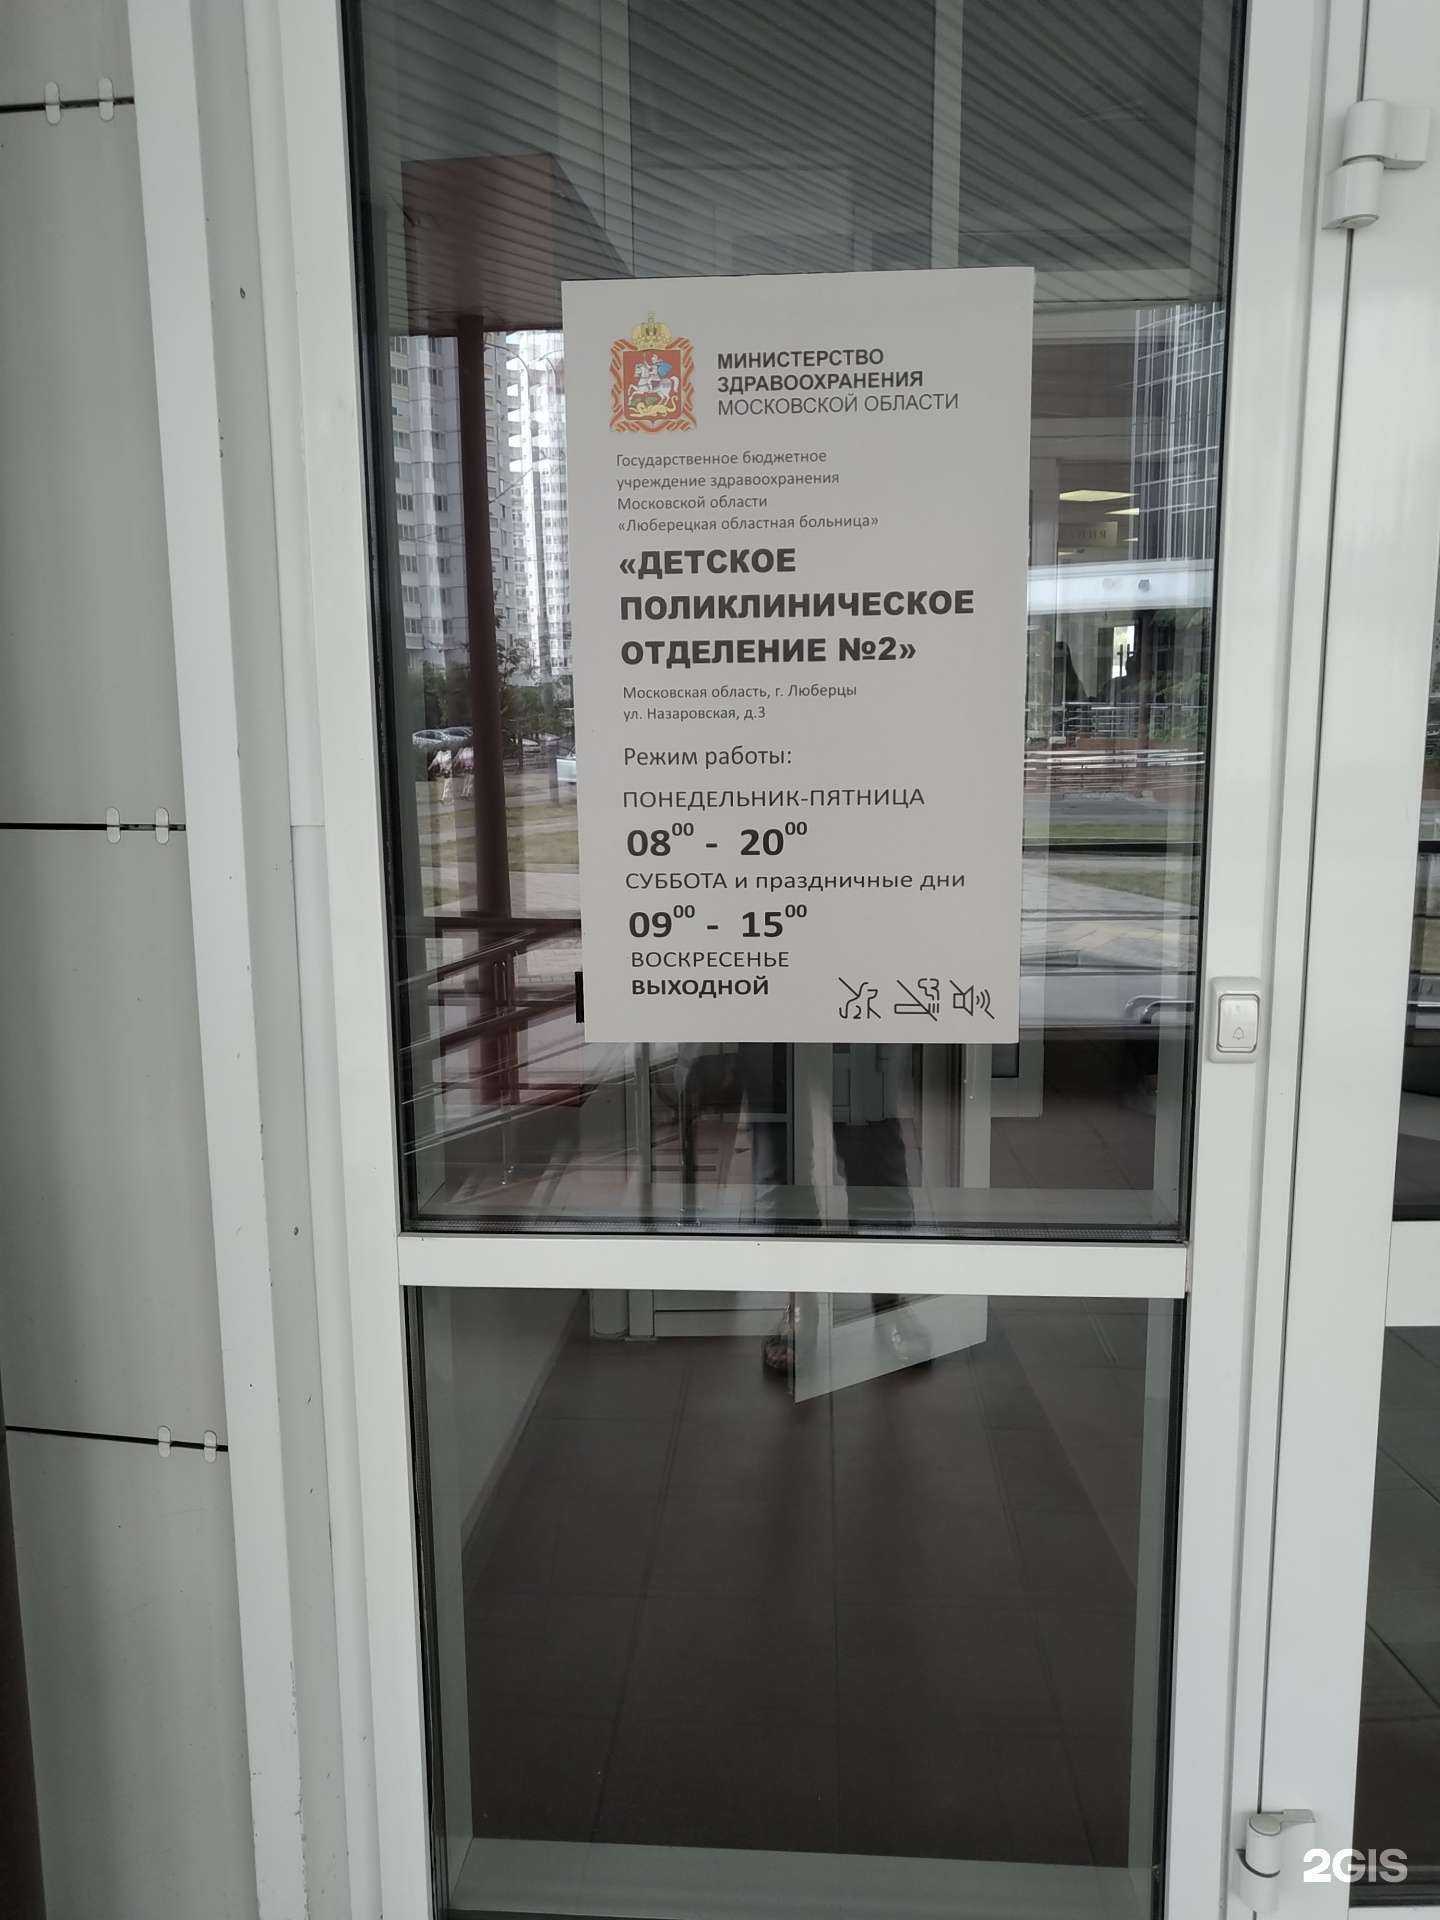 МИНИСТЕРСТВО
ЗДРАВООХРАНЕНИЯ
МОСКОВСКОЙ ОБЛАСТИ
Государственное бюджетное
учреждение здравоохранения
Московской области
«Люберецкая областная больница»
«ДЕТСКОЕ
ПОЛИКЛИНИЧЕСКОЕ
ОТДЕЛЕНИЕ №2»
Московская область, г. Люберцы
ул. Назаровская, д.3
Режим работы:
ПОНЕДЕЛЬНИК-ПЯТНИЦА
08⁰⁰ - 20⁰⁰
СУББОТА и праздничные дни
09⁰⁰ - 15⁰⁰
ВОСКРЕСЕНЬЕ
ВЫХОДНОЙ
2GIS